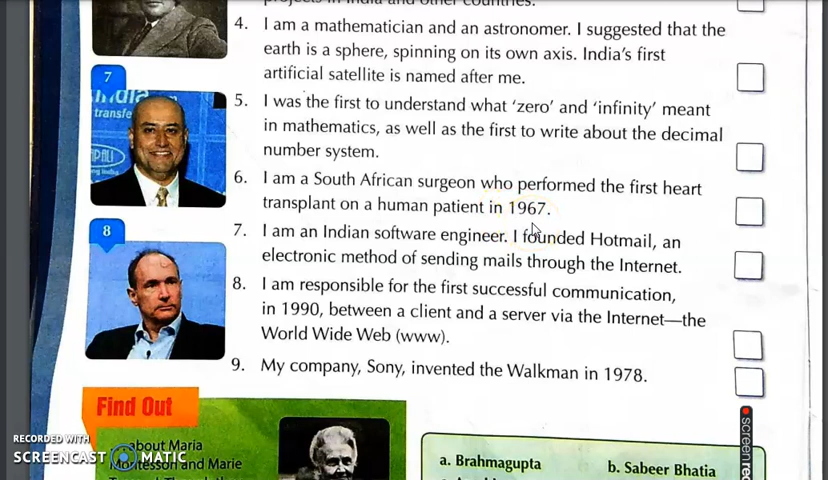 4. I am a mathematician and an astronomer. I suggested that the
earth is a sphere, spinning on its own axis. India's first
artificial satellite is named after me.
7
5. I was the first to understand what 'zero' and 'infinity' meant
in mathematics, as well as the first to write about the decimal
number system.
6. I am a South African surgeon who performed the first heart
transplant on a human patient in 1967.
7. I am an Indian software engineer. I founded Hotmail, an
electronic method of sending mails through the Internet.
8
8. I am responsible for the first successful communication,
in 1990, between a client and a server via the Internet—the
World Wide Web (www).
9. My company, Sony, invented the Walkman in 1978.
Find Out
about Maria
Montessori and Marie
a. Brahmagupta
b. Sabeer Bhatia
RECORDED WITH
SCREENCAST MATIC
screenrec